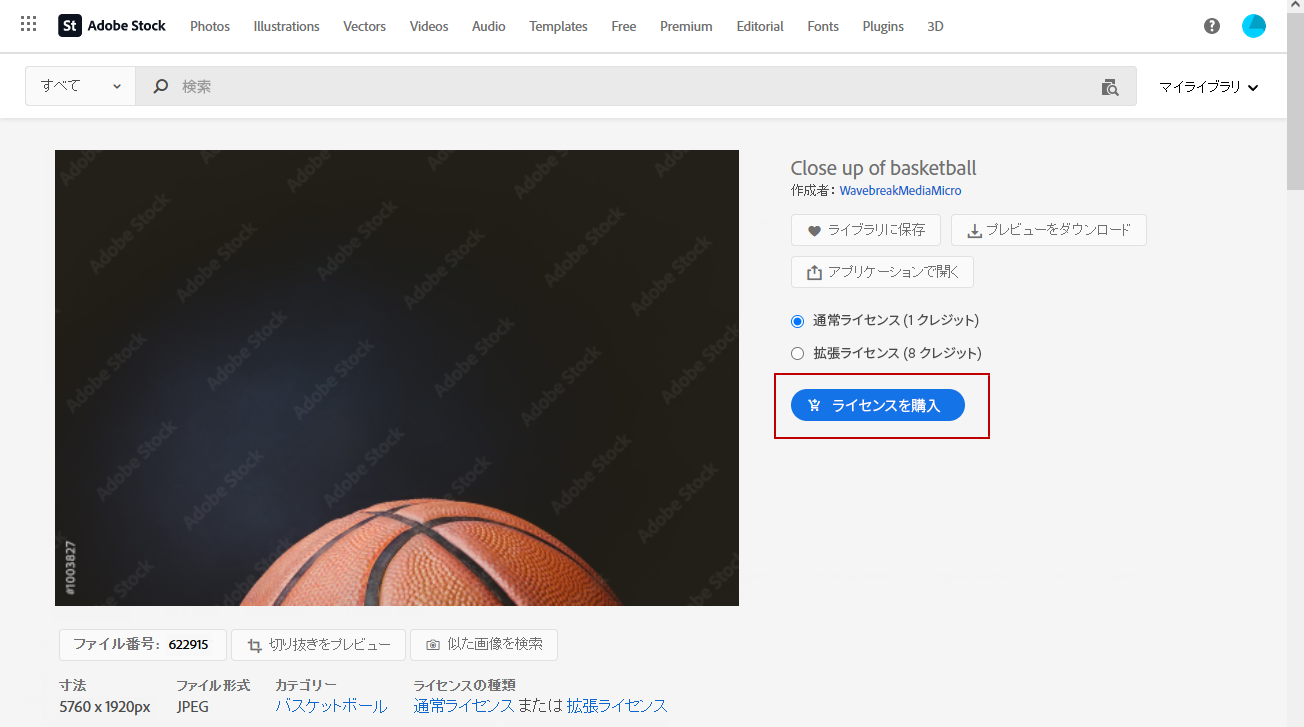 St Adobe Stock Photos Illustrations Vectors Videos Audio Templates Free Premium Editorial Fonts Plugins 3D ?
すべて 検索 マイライブラリ
Close up of basketball
作成者： WavebreakMediaMicro
ライブラリに保存 プレビューをダウンロード
アプリケーションで開く
通常ライセンス (1 クレジット)
拡張ライセンス (8 クレジット)
ライセンスを購入
Adobe Stock
#1003827
ファイル番号： 622915 切り抜きをプレビュー 似た画像を検索
寸法 ファイル形式 カテゴリー ライセンスの種類
5760 x 1920px JPEG バスケットボール 通常ライセンス または 拡張ライセンス